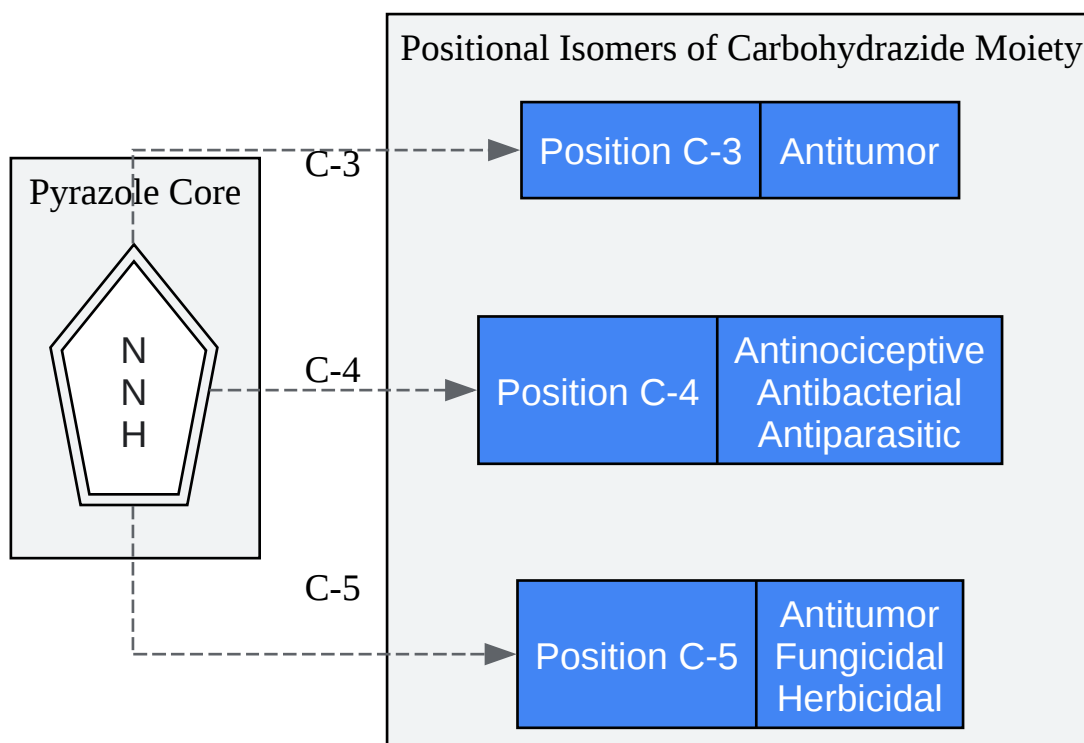 Positional Isomers of Carbohydrazide Moiety
Pyrazole Core
N
N
H
C-3
Position C-3
Antitumor
C-4
Position C-4
Antinociceptive
Antibacterial
Antiparasitic
C-5
Position C-5
Antitumor
Fungicidal
Herbicidal